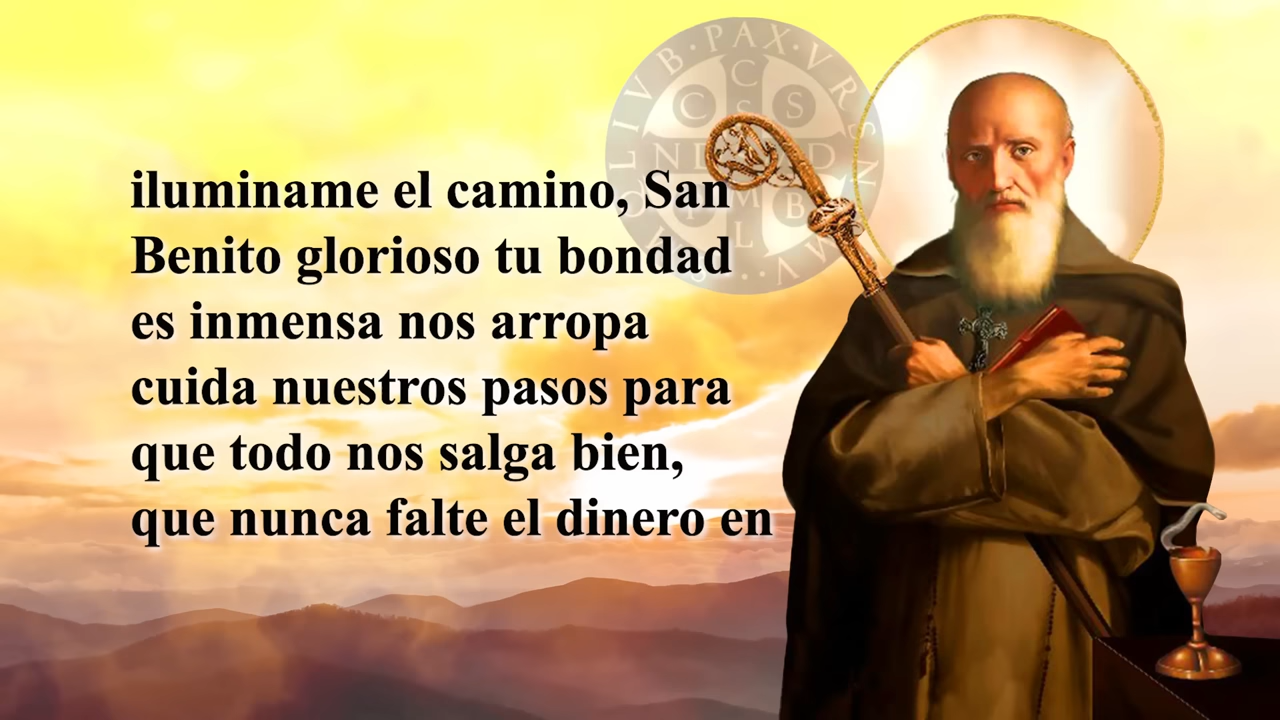 iluminame el camino, San
Benito glorioso tu bondad
es inmensa nos arropa
cuida nuestros pasos para
que todo nos salga bien,
que nunca falte el dinero en
PAX
C
C S S